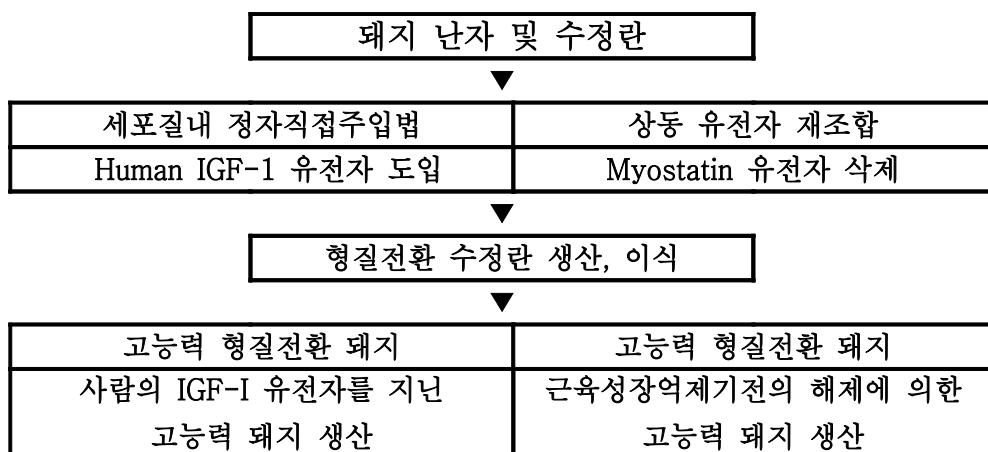 돼지 난자 및 수정란
▼
세포질내 정자직접주입법 상동 유전자 재조합
Human IGF-1 유전자 도입 Myostatin 유전자 삭제
▼
형질전환 수정란 생산, 이식
▼
고능력 형질전환 돼지 고능력 형질전환 돼지
사람의 IGF-I 유전자를 지닌 근육성장억제기전의 해제에 의한
고능력 돼지 생산 고능력 돼지 생산